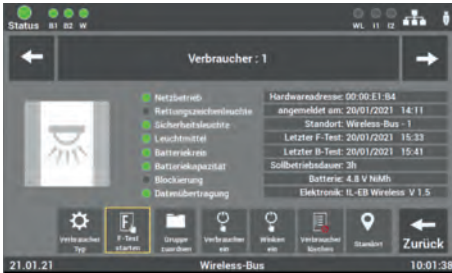 Status B1 B2 W
WL I1 I2
Verbraucher : 1
Netzbetrieb
Rettungszeichenleuchte
Sicherheitsleuchte
Leuchtmittel
Batteriekreis
Batteriekapazität
Blockierung
Datenübertragung
Hardwareadresse: 00:00:E1:B4
angemeldet am: 20/01/2021 14:11
Standort: Wireless-Bus - 1
Letzter F-Test: 20/01/2021 15:33
Letzter B-Test: 20/01/2021 15:41
Sollbetriebsdauer: 3h
Batterie: 4.8 V NiMh
Elektronik: IL-EB Wireless V 1.5
Verbraucher Typ
F-Test starten
Gruppe zuordnen
Verbraucher ein
Winken ein
Verbraucher löschen
Standort
Zurück
21.01.21
Wireless-Bus
10:01:38